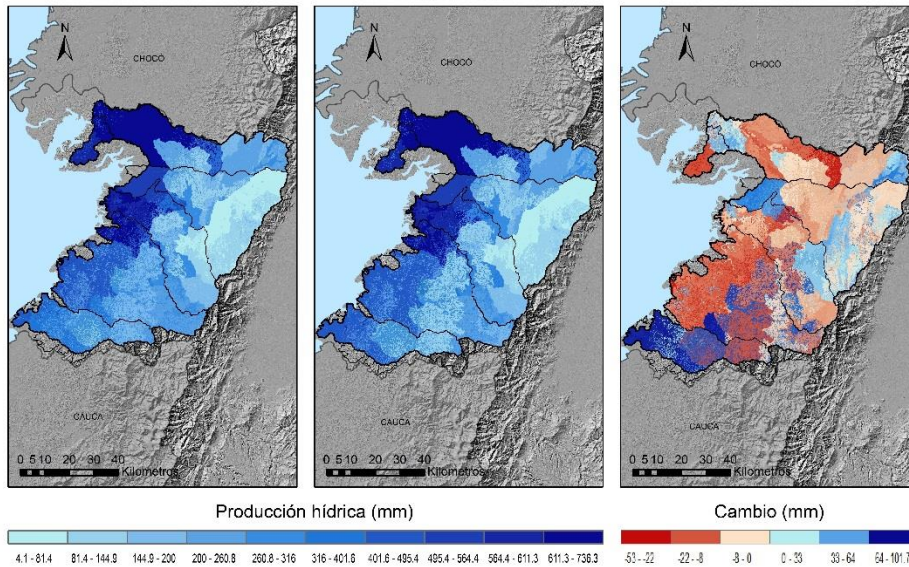 N
N
N
CHOCÓ
CHOCÓ
CHOCÓ
CAUCA
CAUCA
CAUCA
0 5 10 20 30 40
Kilometros
0 5 10 20 30 40
Kilometros
0 5 10 20 30 40
Kilometros
Producción hídrica (mm)
Cambio (mm)
4.1 - 81.4
81.4 - 144.9
144.9 - 200
200 - 260.8
260.8 - 316
316 - 401.6
401.6 - 495.4
495.4 - 564.4
564.4 - 611.3
611.3 - 736.3
-53 - -22
-22 - -8
-8 - 0
0 - 33
33 - 64
64 - 101.7